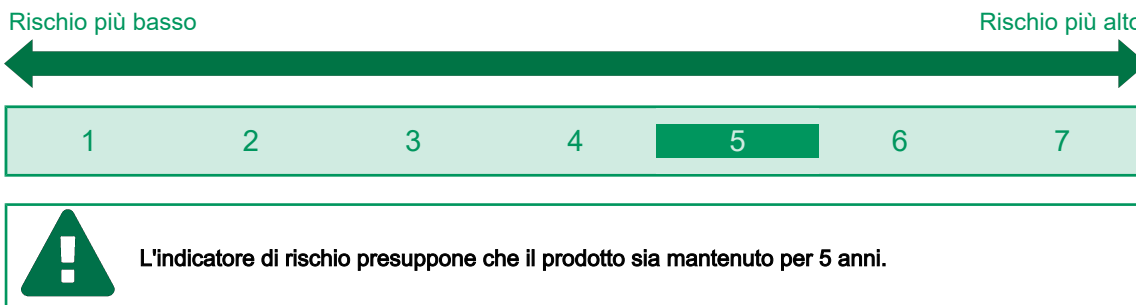 Rischio più basso Rischio più alto
1 2 3 4 5 6 7
L'indicatore di rischio presuppone che il prodotto sia mantenuto per 5 anni.